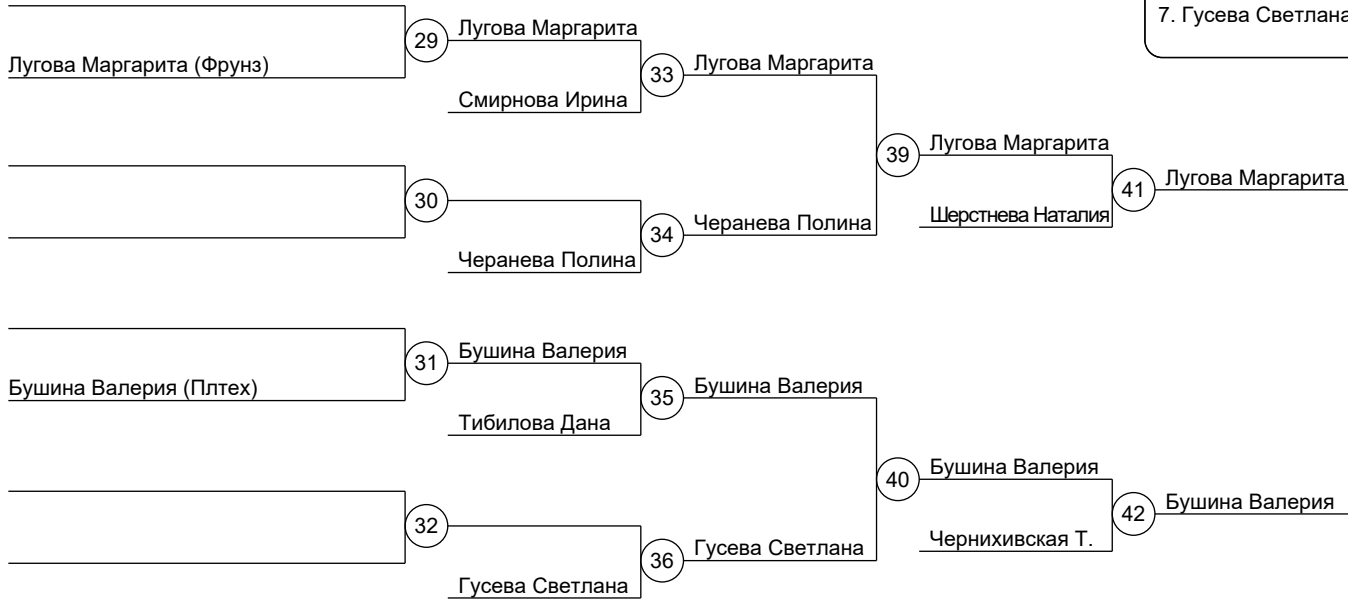 7. Гусева Светлана
29
Лугова Маргарита
Лугова Маргарита (Фрунз)
33
Лугова Маргарита
Смирнова Ирина
39
Лугова Маргарита
30
41
Лугова Маргарита
34
Черанева Полина
Шерстнева Наталия
Черанева Полина
31
Бушина Валерия
Бушина Валерия (Плтех)
35
Бушина Валерия
Тибилова Дана
40
Бушина Валерия
32
42
Бушина Валерия
36
Гусева Светлана
Чернихивская Т.
Гусева Светлана